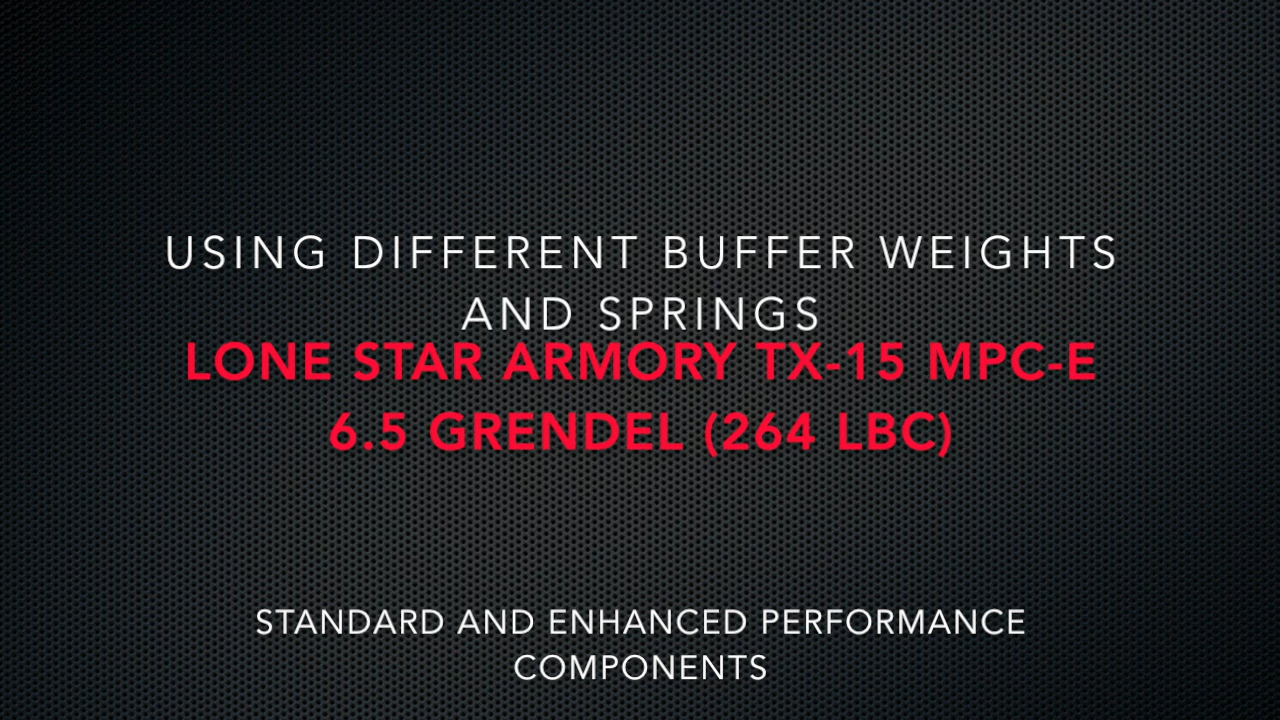 USING DIFFERENT BUFFER WEIGHTS
AND SPRINGS
LONE STAR ARMORY TX-15 MPC-E
6.5 GRENDEL (264 LBC)
STANDARD AND ENHANCED PERFORMANCE
COMPONENTS